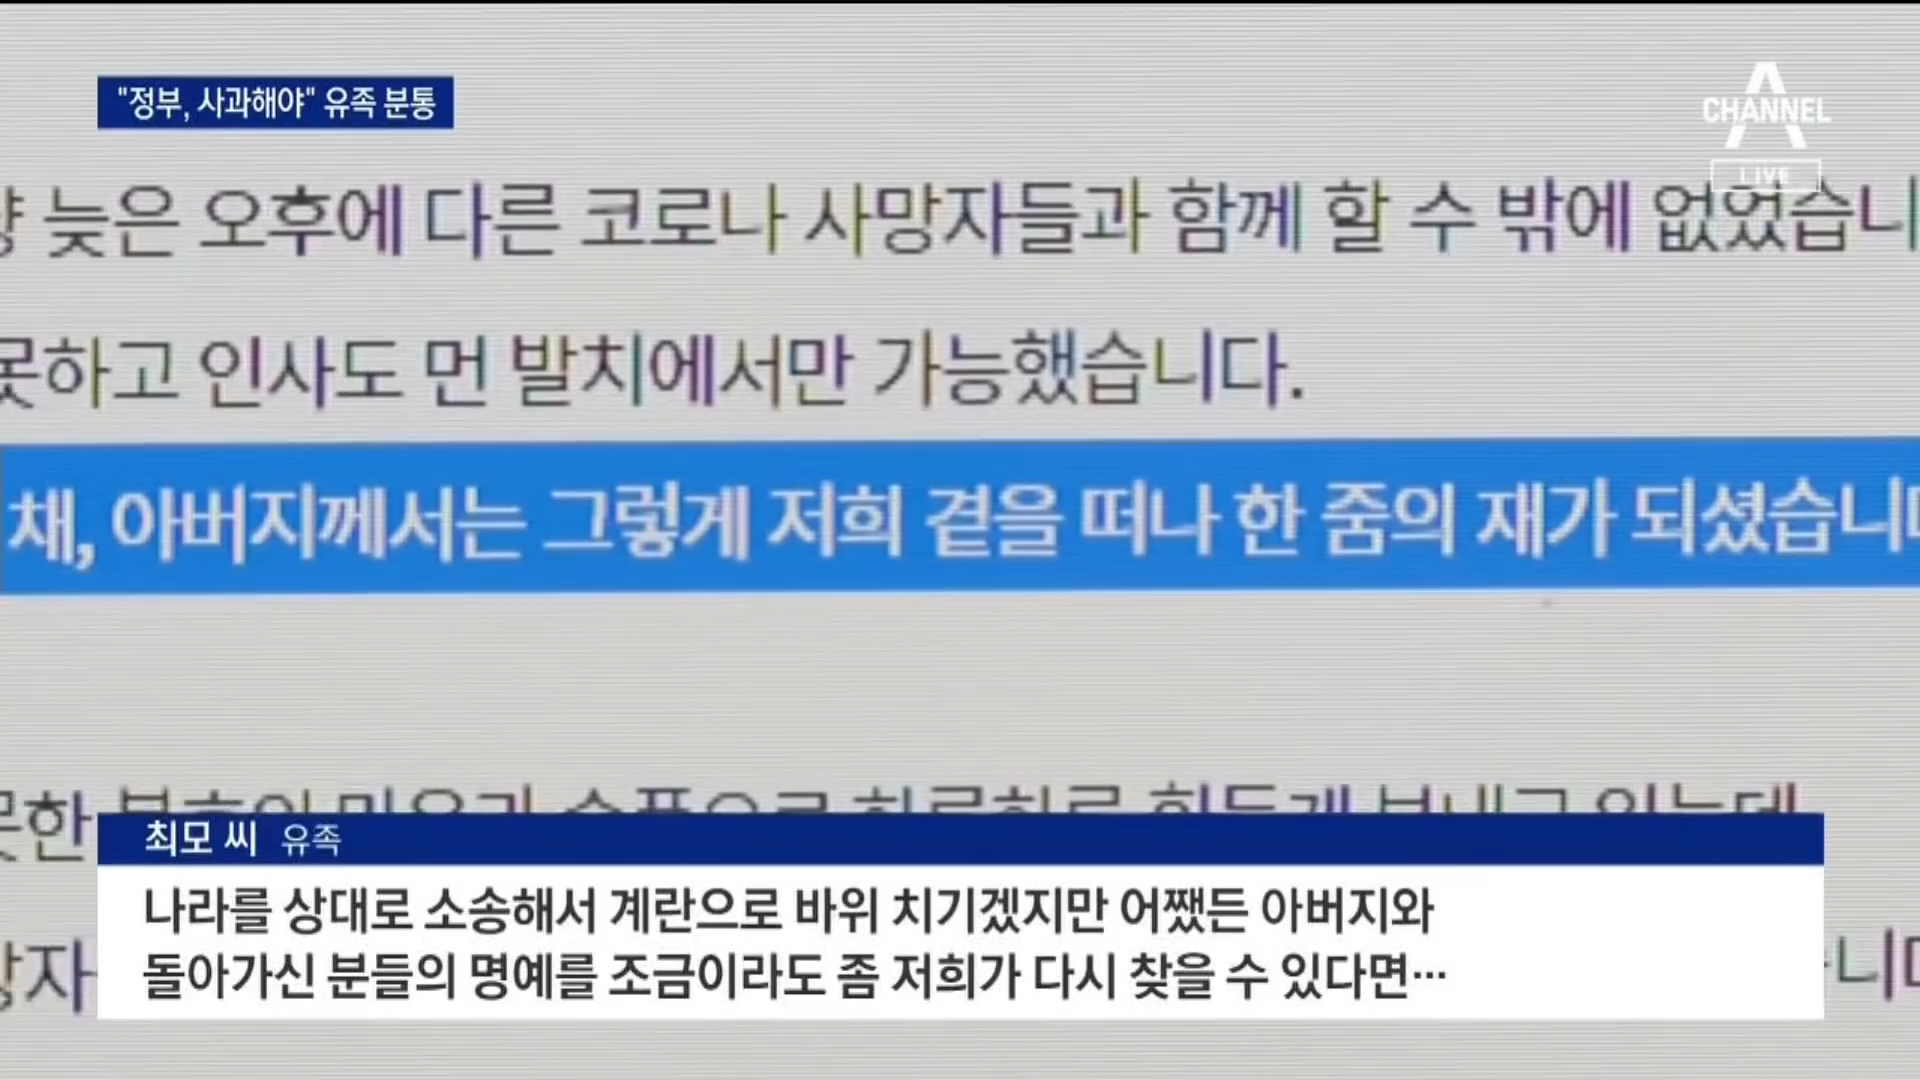 "정부, 사과해야" 유족 분통
CHANNEL A
LIVE
늦은 오후에 다른 코로나 사망자들과 함께 할 수 밖에 없었습니
못하고 인사도 먼 발치에서만 가능했습니다.
채, 아버지께서는 그렇게 저희 곁을 떠나 한 줌의 재가 되셨습니다
최모 씨 유족
나라를 상대로 소송해서 계란으로 바위 치기겠지만 어쨌든 아버지와
돌아가신 분들의 명예를 조금이라도 좀 저희가 다시 찾을 수 있다면…